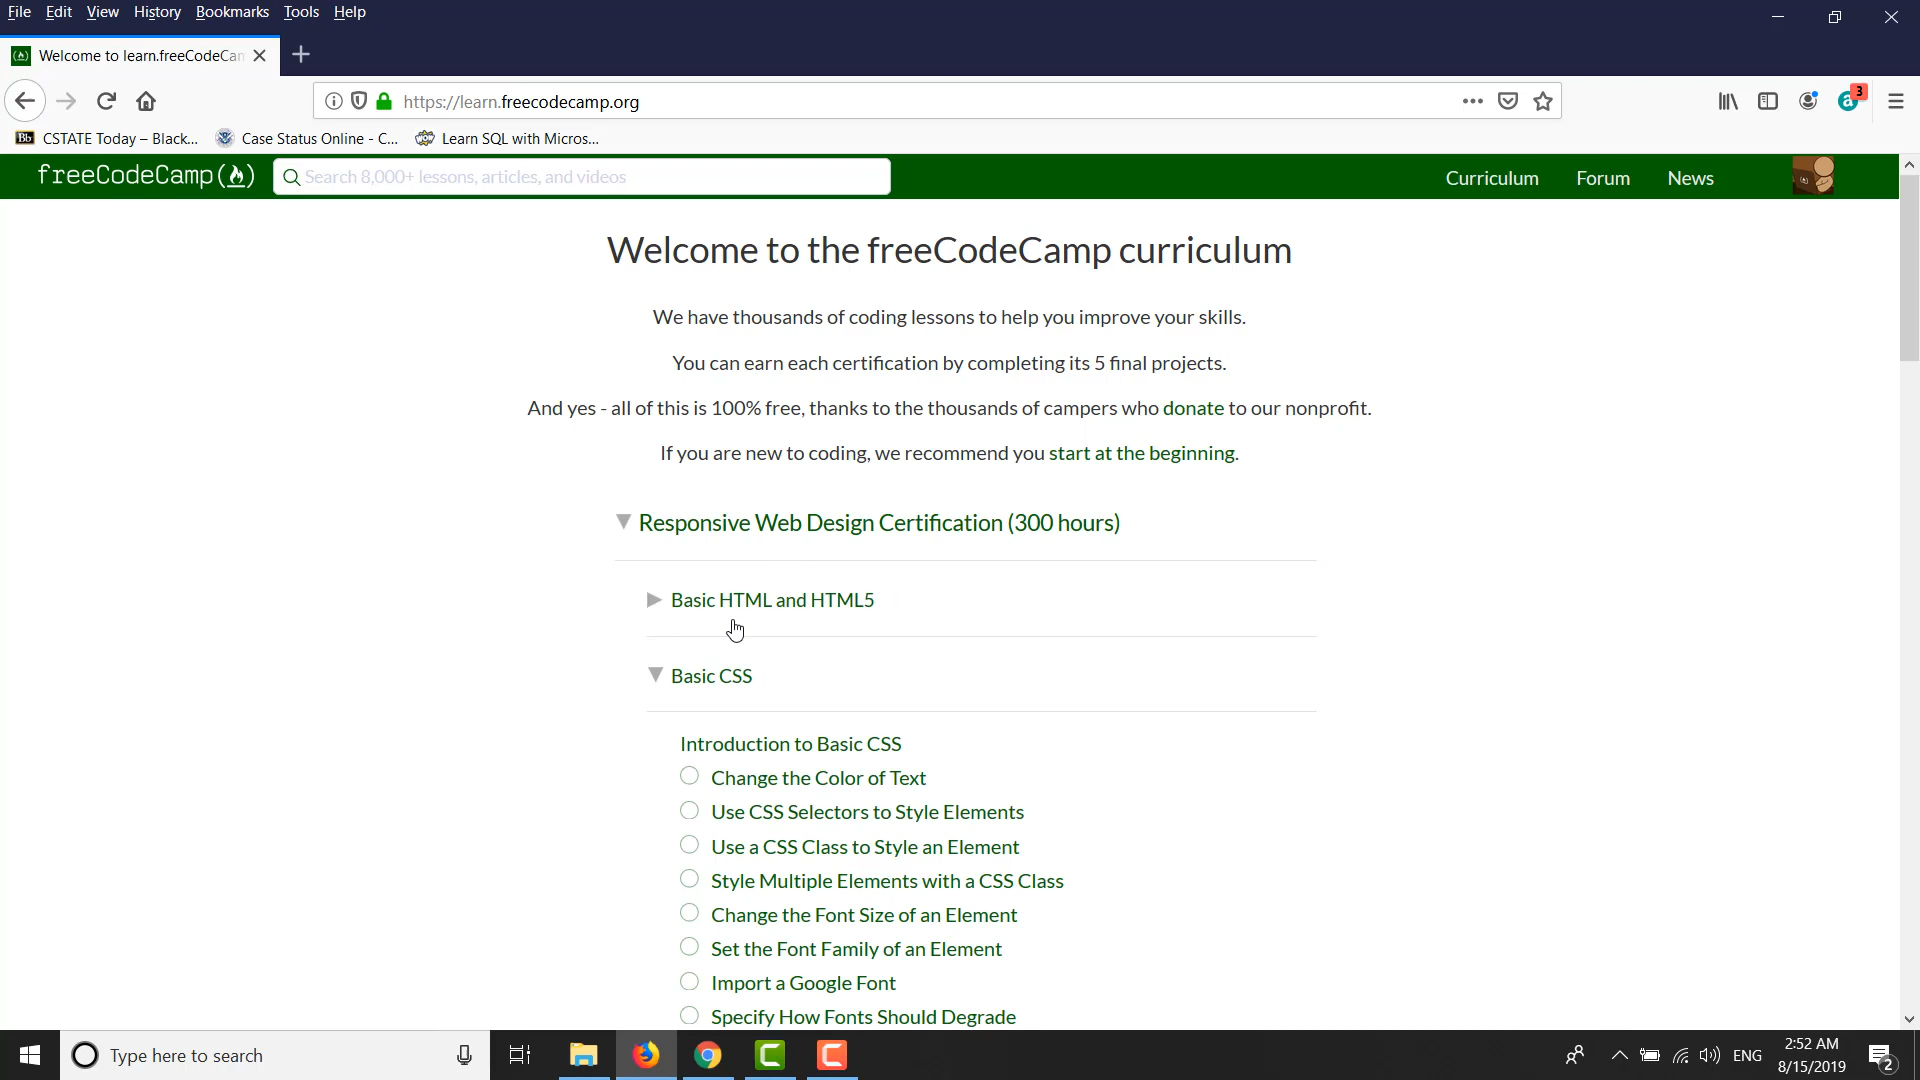 File Edit View History Bookmarks Tools Help
Welcome to learn.freeCodeCan
https://learn.freecodecamp.org
3
Bb CSTATE Today – Black... Case Status Online - C... Learn SQL with Micros...
freeCodeCamp Search 8,000+ lessons, articles, and videos Curriculum Forum News
Welcome to the freeCodeCamp curriculum
We have thousands of coding lessons to help you improve your skills.
You can earn each certification by completing its 5 final projects.
And yes - all of this is 100% free, thanks to the thousands of campers who donate to our nonprofit.
If you are new to coding, we recommend you start at the beginning.
Responsive Web Design Certification (300 hours)
Basic HTML and HTML5
Basic CSS
Introduction to Basic CSS
Change the Color of Text
Use CSS Selectors to Style Elements
Use a CSS Class to Style an Element
Style Multiple Elements with a CSS Class
Change the Font Size of an Element
Set the Font Family of an Element
Import a Google Font
Specify How Fonts Should Degrade
Type here to search
ENG
2:52 AM
8/15/2019
2